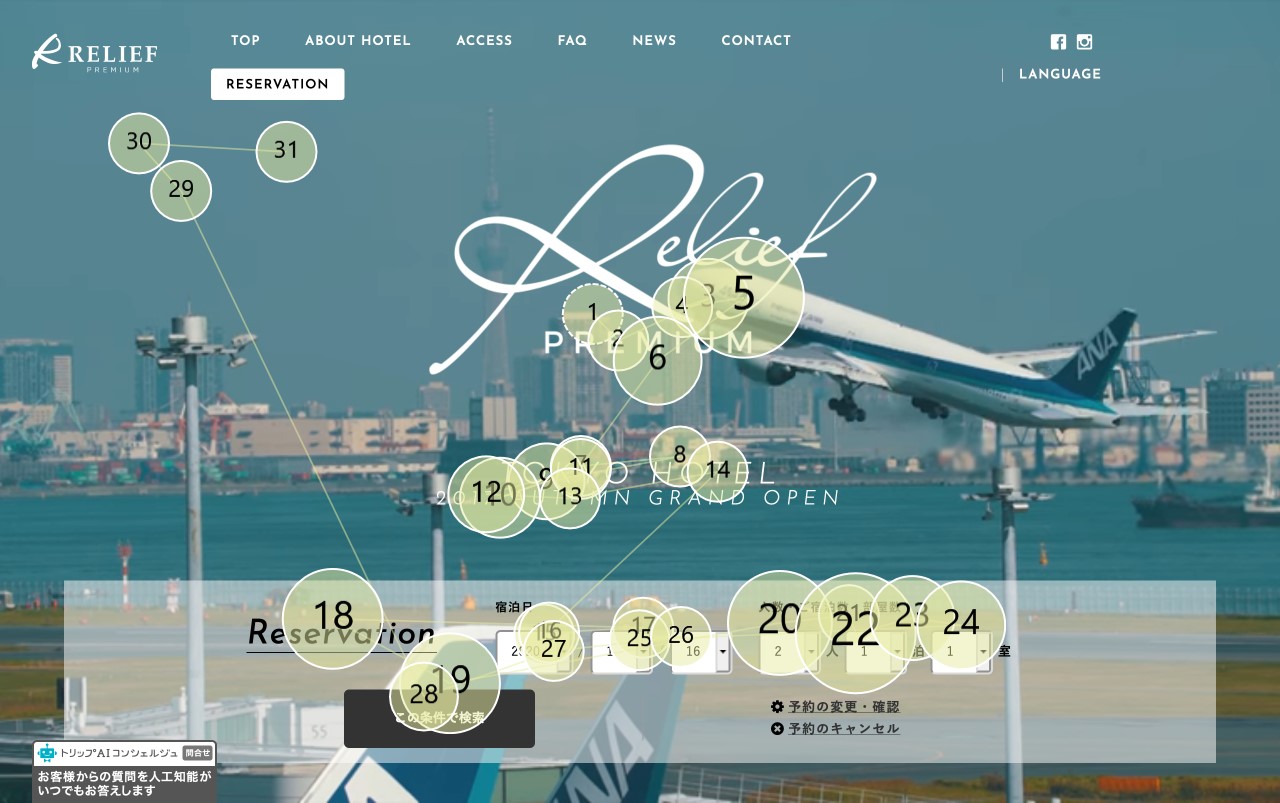 RELIEF
PREMIUM
TOP
ABOUT HOTEL
ACCESS
FAQ
NEWS
CONTACT
RESERVATION
LANGUAGE
30
31
29
Relief
1
2
3
4
5
6
PREMIUM
ANA
7
8
9
10
11
12
13
14
HOTEL
GRAND OPEN
宿泊日
Reservation
16
17
18
19
20
21
22
23
24
25
26
27
28
16
2
人
1
泊
1
室
この条件で検索
予約の変更・確認
予約のキャンセル
55
トリップAIコンシェルジュ 問合せ
お客様からの質問を人工知能が
いつでもお答えします